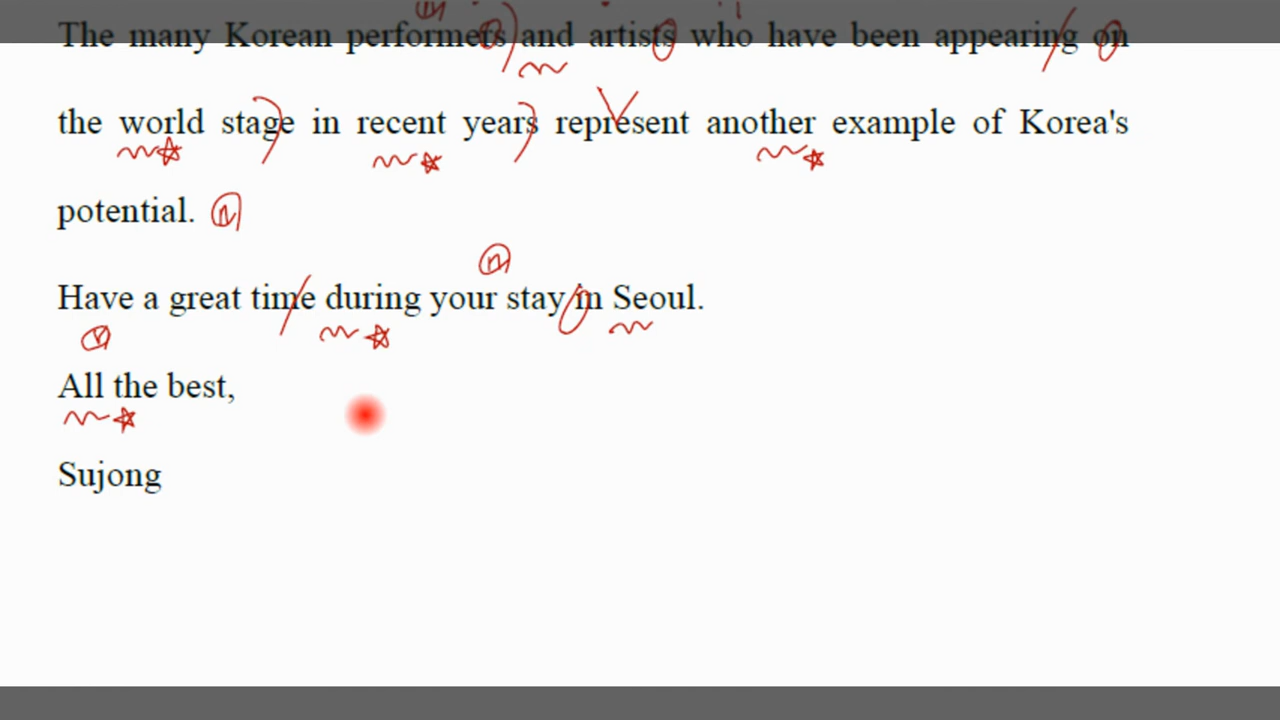 The many Korean performers and artists who have been appearing on
the world stage in recent years represent another example of Korea's
potential.
Have a great time during your stay in Seoul.
All the best,
Sujong